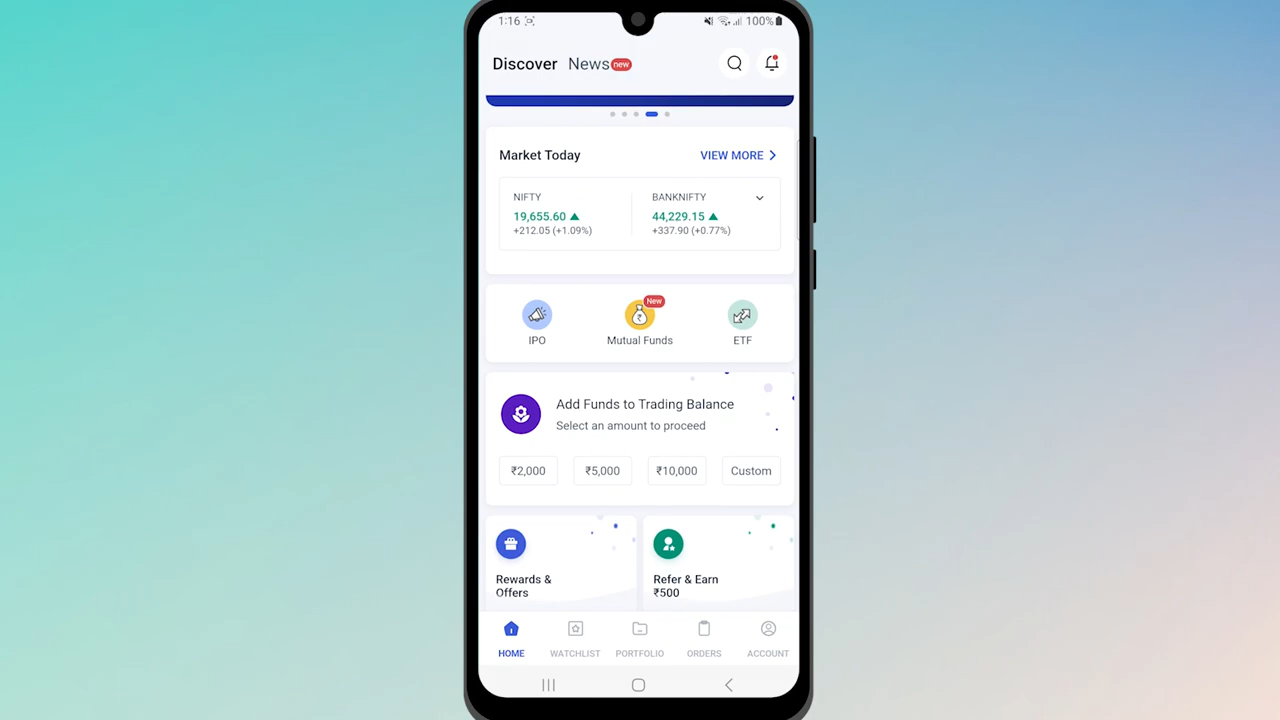 1:16 100%
Discover News new
Market Today VIEW MORE
NIFTY BANKNIFTY
19,655.60 44,229.15
+212.05 (+1.09%) +337.90 (+0.77%)
New
IPO Mutual Funds ETF
Add Funds to Trading Balance
Select an amount to proceed
₹2,000 ₹5,000 ₹10,000 Custom
Rewards & Refer & Earn
Offers ₹500
HOME WATCHLIST PORTFOLIO ORDERS ACCOUNT